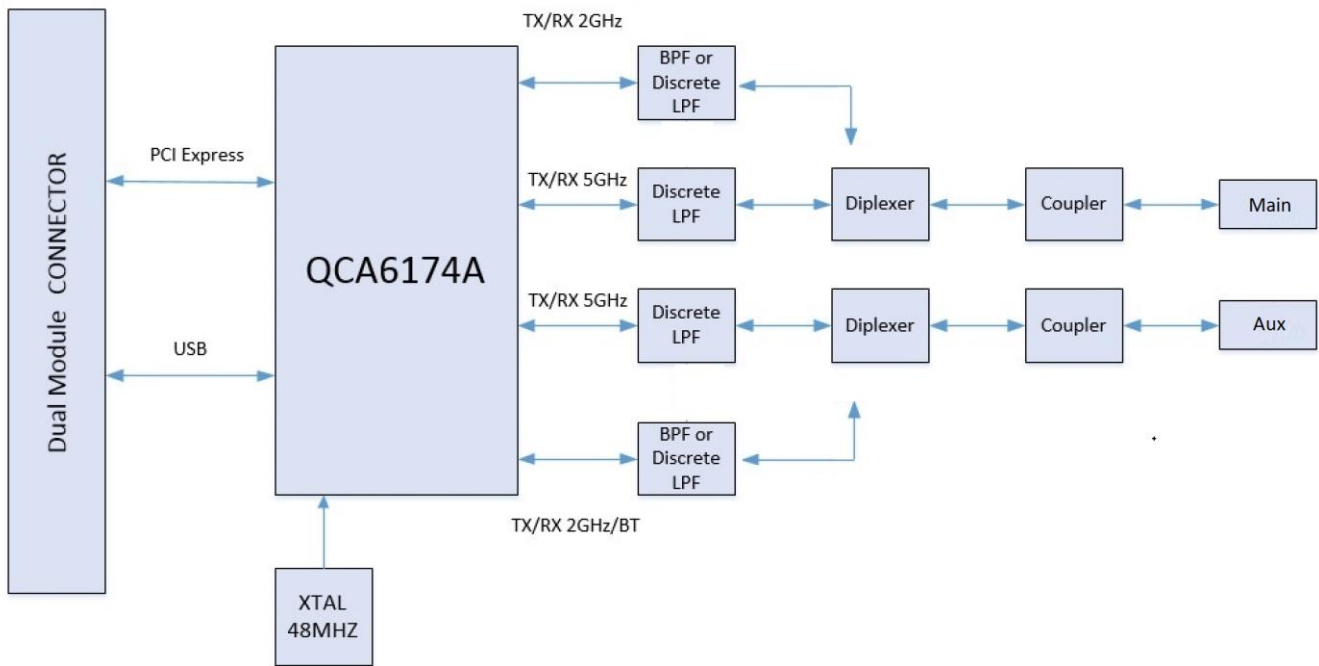 TX/RX 2GHz
BPF or
Discrete
LPF
PCI Express
TX/RX 5GHz
Discrete
LPF
Diplexer
Coupler
Main
Dual Module CONNECTOR
QCA6174A
TX/RX 5GHz
Discrete
LPF
Diplexer
Coupler
Aux
USB
BPF or
Discrete
LPF
TX/RX 2GHz/BT
XTAL
48MHZ